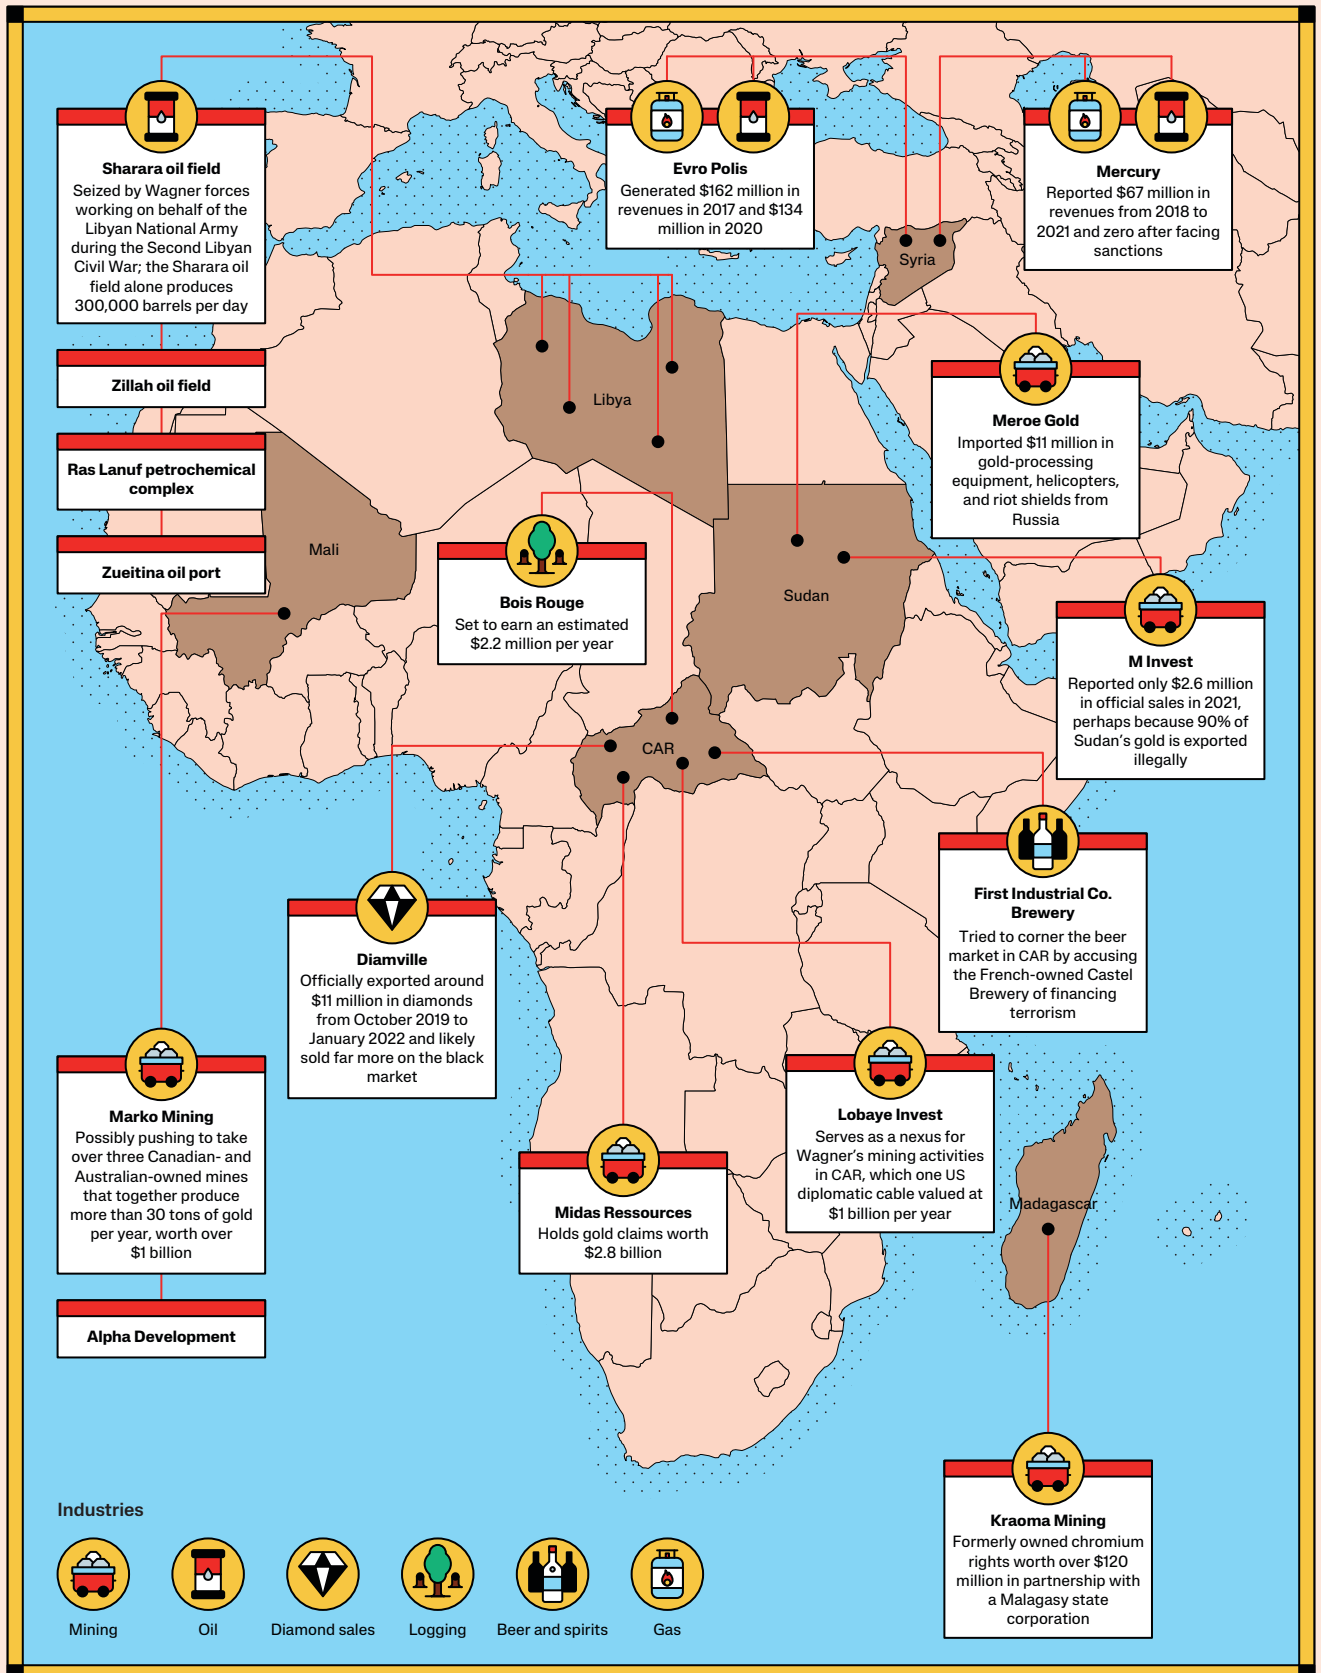 Sharara oil field
Seized by Wagner forces
working on behalf of the
Libyan National Army
during the Second Libyan
Civil War; the Sharara oil
field alone produces
300,000 barrels per day
Zillah oil field
Ras Lanuf petrochemical
complex
Zueitina oil port
Evro Polis
Generated $162 million in
revenues in 2017 and $134
million in 2020
Mercury
Reported $67 million in
revenues from 2018 to
2021 and zero after facing
sanctions
Syria
Libya
Meroe Gold
Imported $11 million in
gold-processing
equipment, helicopters,
and riot shields from
Russia
Mali
Bois Rouge
Set to earn an estimated
$2.2 million per year
Sudan
M Invest
Reported only $2.6 million
in official sales in 2021,
perhaps because 90% of
Sudan’s gold is exported
illegally
CAR
First Industrial Co.
Brewery
Tried to corner the beer
market in CAR by accusing
the French-owned Castel
Brewery of financing
terrorism
Diamville
Officially exported around
$11 million in diamonds
from October 2019 to
January 2022 and likely
sold far more on the black
market
Marko Mining
Possibly pushing to take
over three Canadian- and
Australian-owned mines
that together produce
more than 30 tons of gold
per year, worth over
$1 billion
Alpha Development
Midas Ressources
Holds gold claims worth
$2.8 billion
Lobaye Invest
Serves as a nexus for
Wagner’s mining activities
in CAR, which one US
diplomatic cable valued at
$1 billion per year
Madagascar
Kraoma Mining
Formerly owned chromium
rights worth over $120
million in partnership with
a Malagasy state
corporation
Industries
Mining
Oil
Diamond sales
Logging
Beer and spirits
Gas